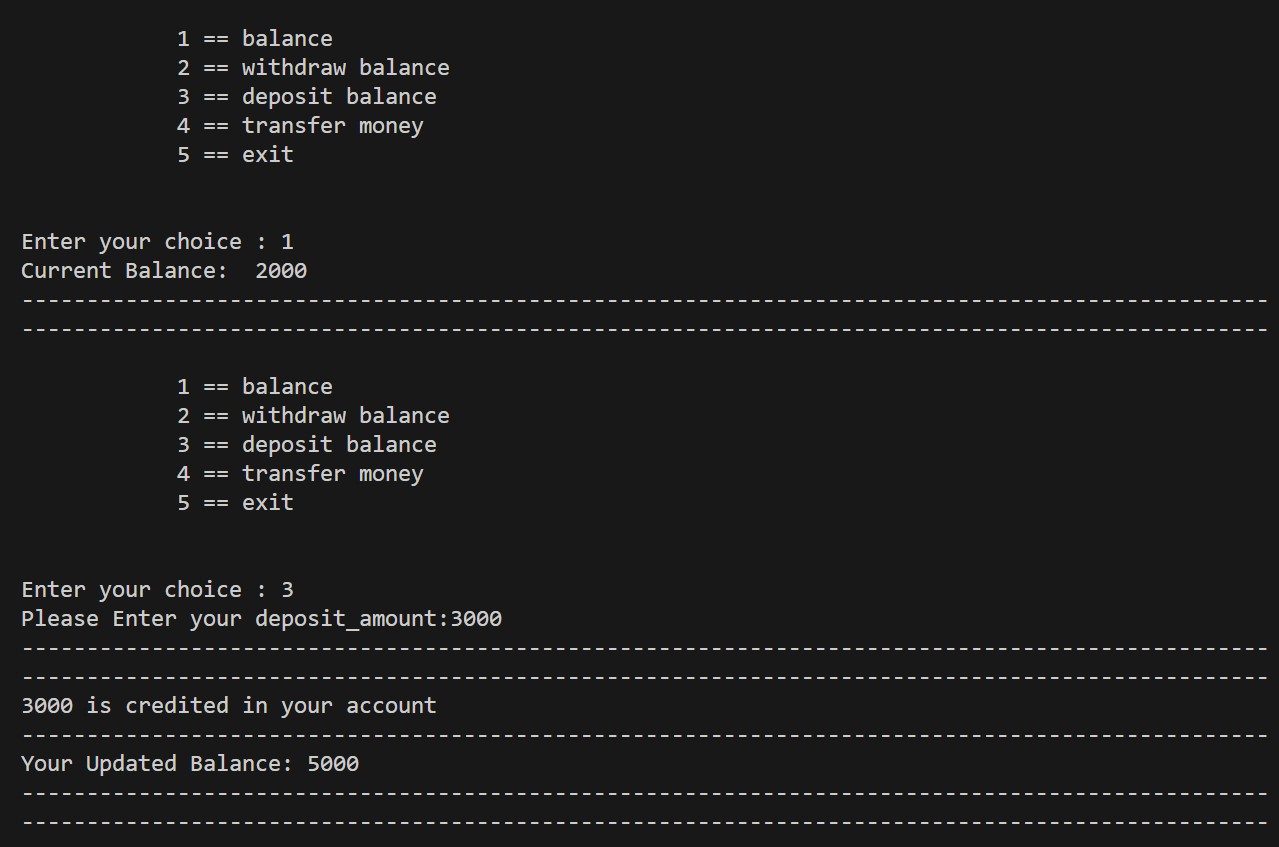 1 == balance
2 == withdraw balance
3 == deposit balance
4 == transfer money
5 == exit
Enter your choice : 1
Current Balance:  2000
------------------------------------------------------------------------------------------------
------------------------------------------------------------------------------------------------
1 == balance
2 == withdraw balance
3 == deposit balance
4 == transfer money
5 == exit
Enter your choice : 3
Please Enter your deposit_amount:3000
------------------------------------------------------------------------------------------------
------------------------------------------------------------------------------------------------
3000 is credited in your account
------------------------------------------------------------------------------------------------
Your Updated Balance: 5000
------------------------------------------------------------------------------------------------
------------------------------------------------------------------------------------------------